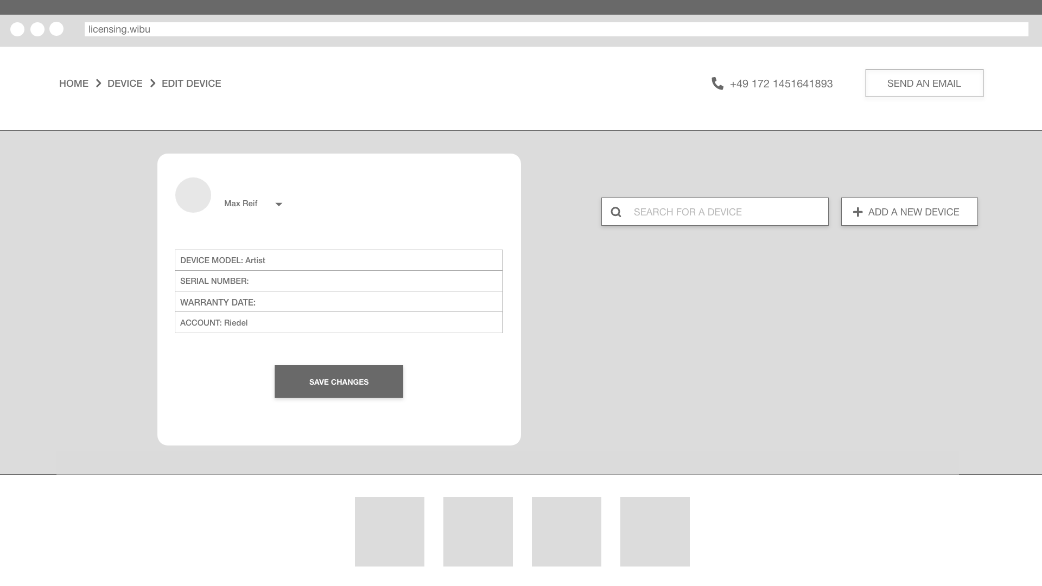 licensing.wibu
HOME > DEVICE > EDIT DEVICE
+49 172 1451641893
SEND AN EMAIL
Max Reif
SEARCH FOR A DEVICE
+ ADD A NEW DEVICE
DEVICE MODEL: Artist
SERIAL NUMBER:
WARRANTY DATE:
ACCOUNT: Riedel
SAVE CHANGES